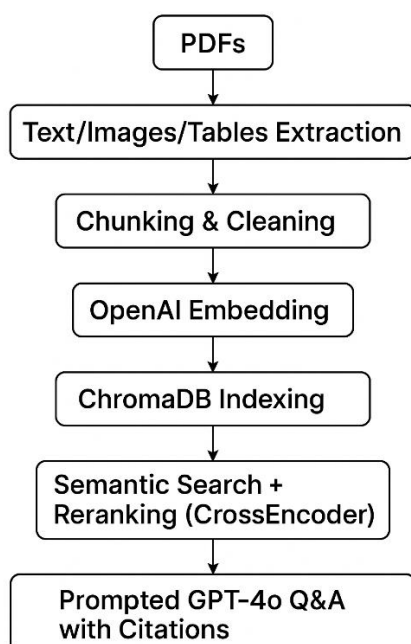 PDFs
Text/Images/Tables Extraction
Chunking & Cleaning
OpenAI Embedding
ChromaDB Indexing
Semantic Search +
Reranking (CrossEncoder)
Prompted GPT-4o Q&A
with Citations